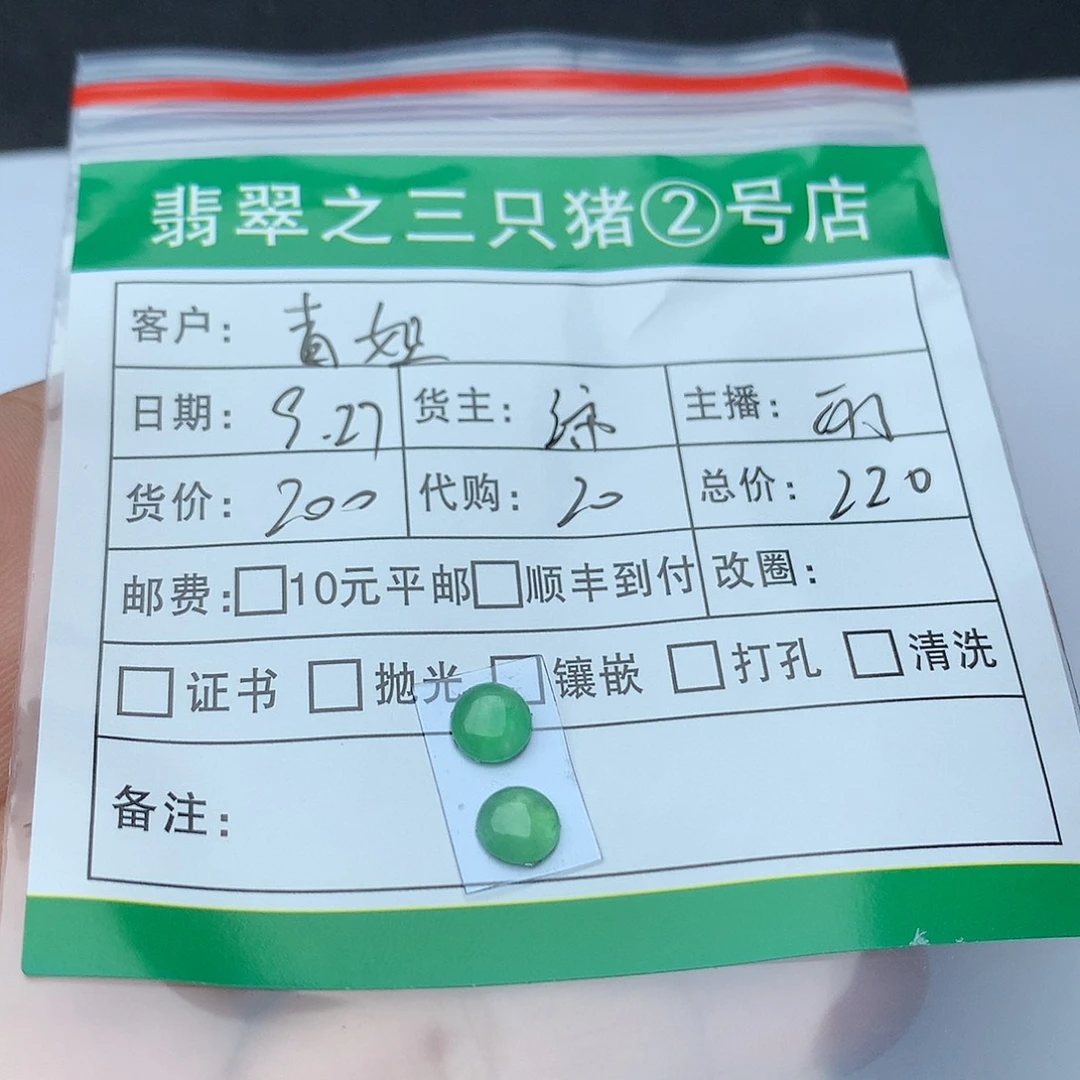 翡翠之三只猪②号店
客户: 青姐
日期: 9.27 货主: 主播:
货价: 200 代购: 20 总价: 220
邮费:□10元平邮□顺丰到付 改圈:
□ 证书 □ 抛光 □ 镶嵌 □ 打孔 □ 清洗
备注: